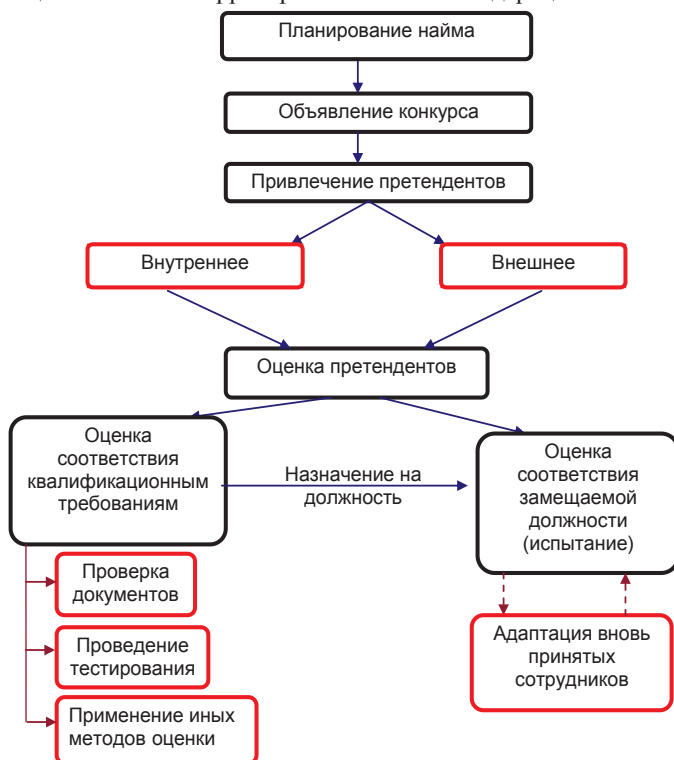 Планирование найма
Объявление конкурса
Привлечение претендентов
Внутреннее
Внешнее
Оценка претендентов
Оценка
соответствия
квалификационным
требованиям
Назначение на
должность
Оценка
соответствия
замещаемой
должности
(испытание)
Проверка
документов
Проведение
тестирования
Применение иных
методов оценки
Адаптация вновь
принятых
сотрудников